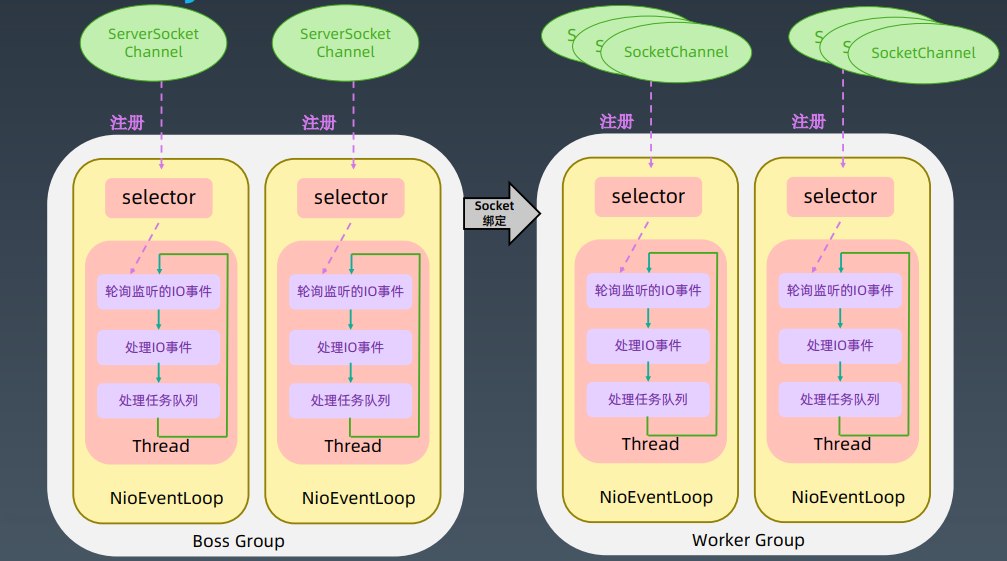 ServerSocket
Channel
ServerSocket
Channel
S
S
SocketChannel
S
S
SocketChannel
注册
注册
注册
注册
selector
selector
selector
selector
Socket
绑定
轮询监听的IO事件
轮询监听的IO事件
轮询监听的IO事件
轮询监听的IO事件
处理IO事件
处理IO事件
处理IO事件
处理IO事件
处理任务队列
处理任务队列
处理任务队列
处理任务队列
Thread
Thread
Thread
Thread
NioEventLoop
NioEventLoop
NioEventLoop
NioEventLoop
Boss Group
Worker Group